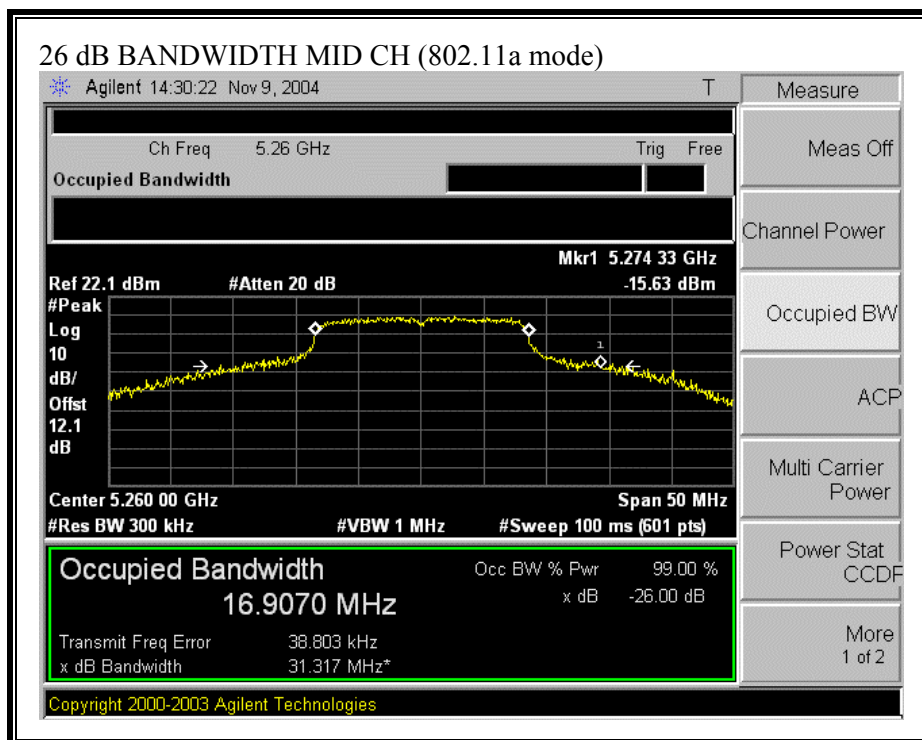 26 dB BANDWIDTH MID CH (802.11a mode)
Agilent 14:30:22 Nov 9, 2004 T
Measure
Ch Freq 5.26 GHz Trig Free
Occupied Bandwidth
Meas Off
Channel Power
Occupied BW
ACP
Multi Carrier
Power
Power Stat
CCDF
More
1 of 2
Mkr1 5.274 33 GHz
Ref 22.1 dBm #Atten 20 dB -15.63 dBm
#Peak
Log
10
dB/
Offst
12.1
dB
1
Center 5.260 00 GHz Span 50 MHz
#Res BW 300 kHz #VBW 1 MHz #Sweep 100 ms (601 pts)
Occupied Bandwidth Occ BW % Pwr 99.00 %
16.9070 MHz x dB -26.00 dB
Transmit Freq Error 38.803 kHz
x dB Bandwidth 31.317 MHz*
Copyright 2000-2003 Agilent Technologies